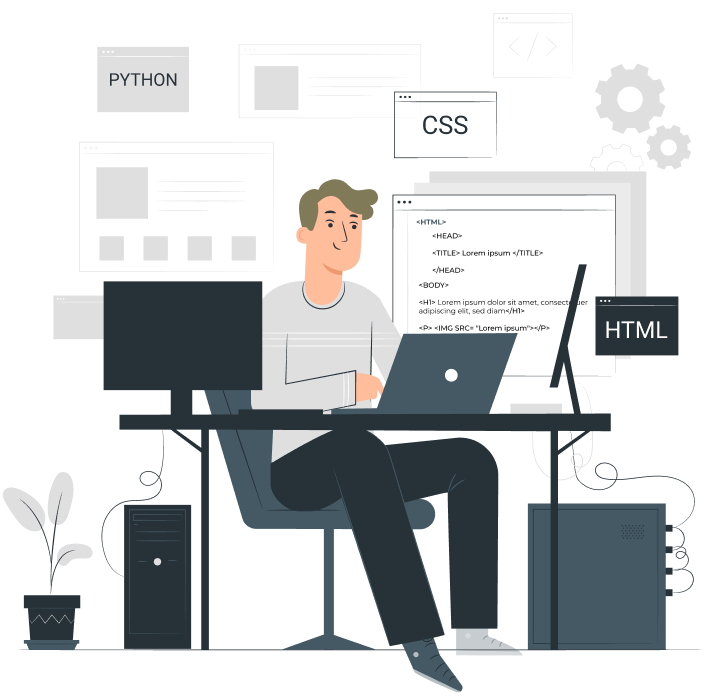 </>
PYTHON
CSS
<HTML>
<HEAD>
<TITLE> Lorem ipsum </TITLE>
</HEAD>
<BODY>
<H1> Lorem ipsum dolor sit amet, consectetuer
adipiscing elit, sed diam</H1>
<P> <IMG SRC= "Lorem ipsum"></P>
HTML